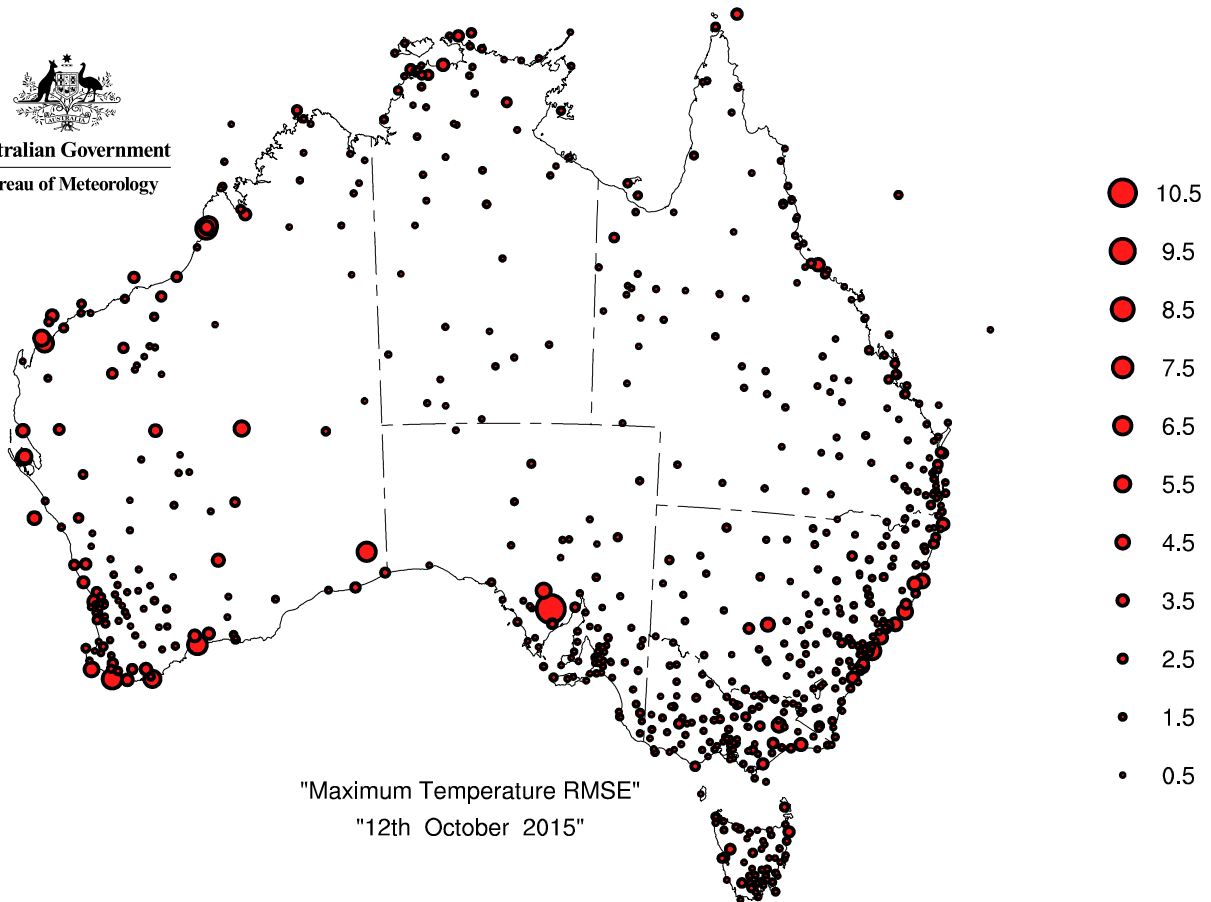 AUSTRALIA
tralian Government
reau of Meteorology
10.5
9.5
8.5
7.5
6.5
5.5
4.5
3.5
2.5
1.5
0.5
"Maximum Temperature RMSE"
"12th October 2015"